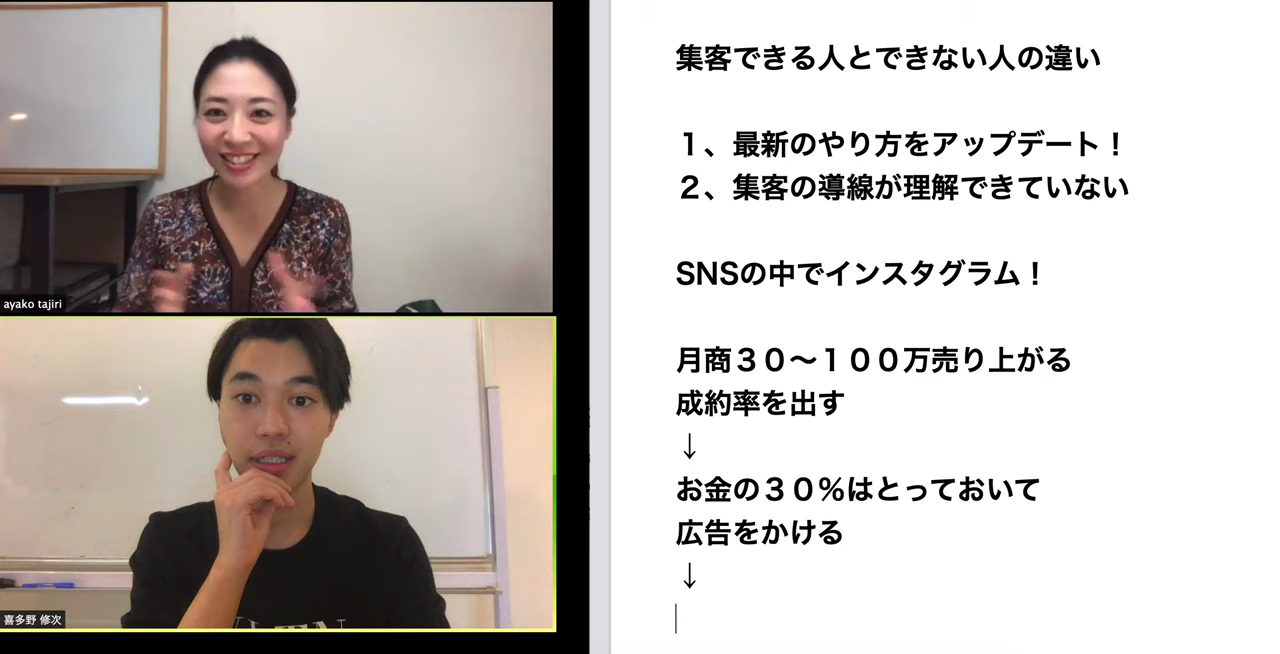 ayako tajiri
喜多野 修次
集客できる人とできない人の違い
１、最新のやり方をアップデート！
２、集客の導線が理解できていない
SNSの中でインスタグラム！
月商３０〜１００万売り上がる
成約率を出す
↓
お金の３０％はとっておいて
広告をかける
↓